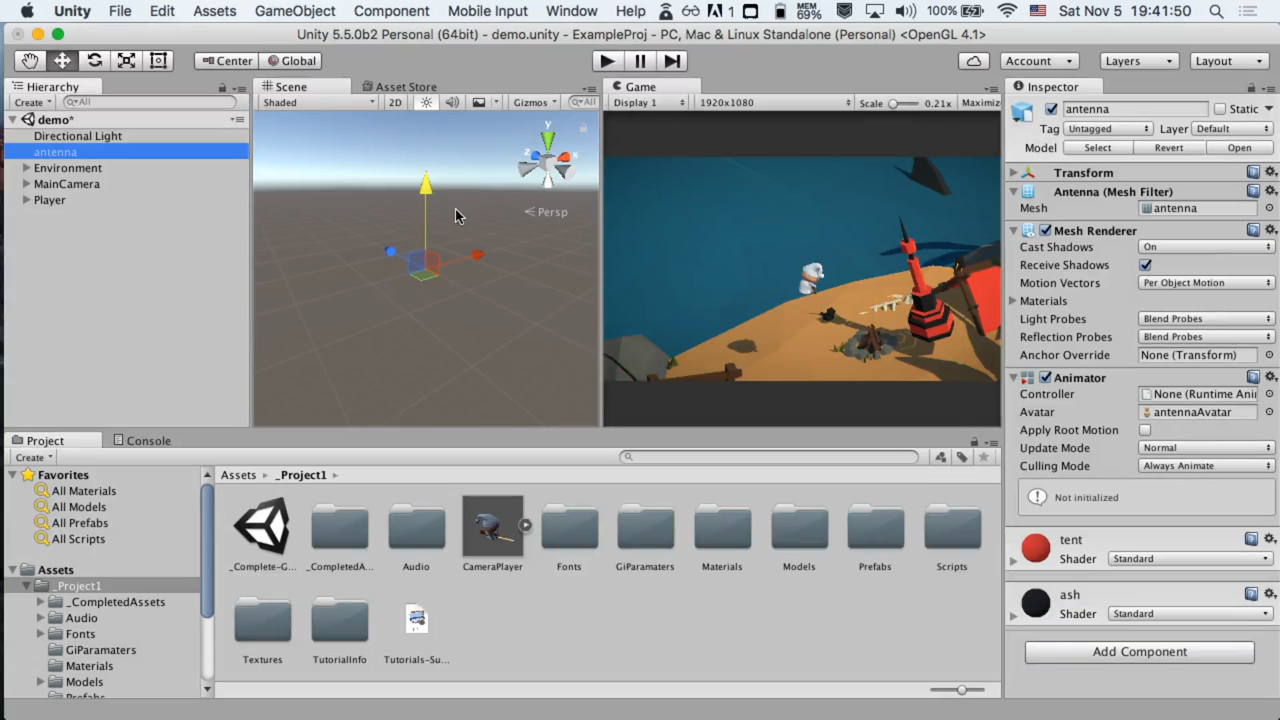 Unity File Edit Assets GameObject Component Mobile Input Window Help 1 MEM 69% 100% Sat Nov 5 19:41:50
Unity 5.5.0b2 Personal (64bit) - demo.unity - ExampleProj - PC, Mac & Linux Standalone (Personal) <OpenGL 4.1>
Center Global Account Layers Layout
Hierarchy
Create All
demo*
Directional Light
antenna
Environment
MainCamera
Player
Scene Asset Store
Shaded 2D Gizmos All
y
z x
Persp
Game
Display 1 1920x1080 Scale 0.21x Maximiz
Inspector
antenna Static
Tag Untagged Layer Default
Model Select Revert Open
Transform
Antenna (Mesh Filter)
Mesh antenna
Mesh Renderer
Cast Shadows On
Receive Shadows
Motion Vectors Per Object Motion
Materials
Light Probes Blend Probes
Reflection Probes Blend Probes
Anchor Override None (Transform)
Animator
Controller None (Runtime Ani
Avatar antennaAvatar
Apply Root Motion
Update Mode Normal
Culling Mode Always Animate
Not initialized
tent
Shader Standard
ash
Shader Standard
Add Component
Project Console
Create
Favorites
All Materials
All Models
All Prefabs
All Scripts
Assets
_Project1
_CompletedAssets
Audio
Fonts
GiParamaters
Materials
Models
Prefabs
Assets _Project1
_Complete-G... _CompletedA... Audio CameraPlayer Fonts GiParamaters Materials Models Prefabs Scripts
Textures TutorialInfo Tutorials-Su...